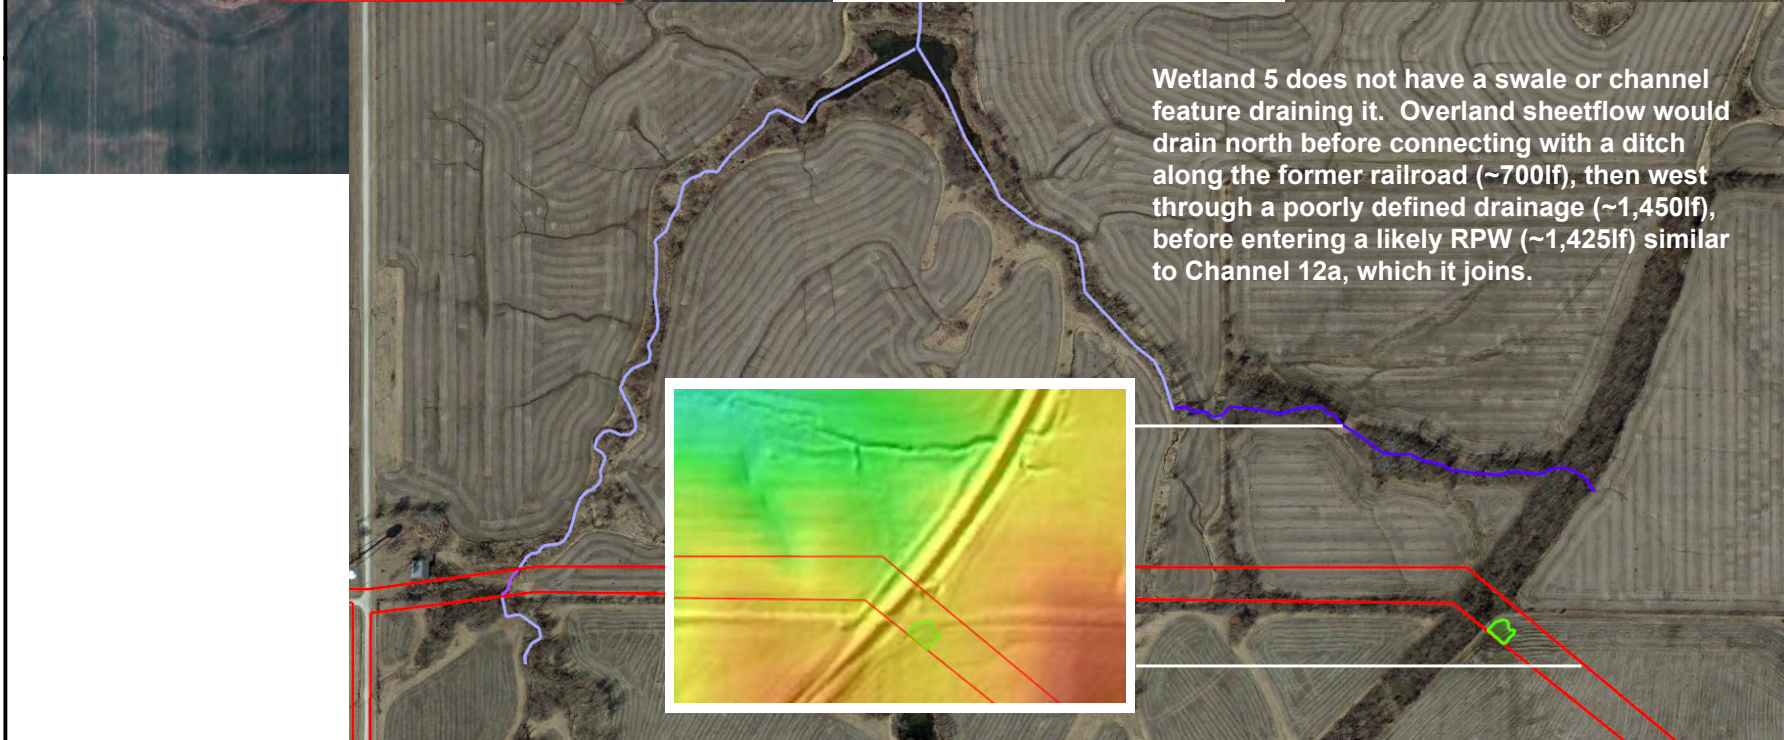 Wetland 5 does not have a swale or channel
feature draining it.  Overland sheetflow would
drain north before connecting with a ditch
along the former railroad (~700lf), then west
through a poorly defined drainage (~1,450lf),
before entering a likely RPW (~1,425lf) similar
to Channel 12a, which it joins.